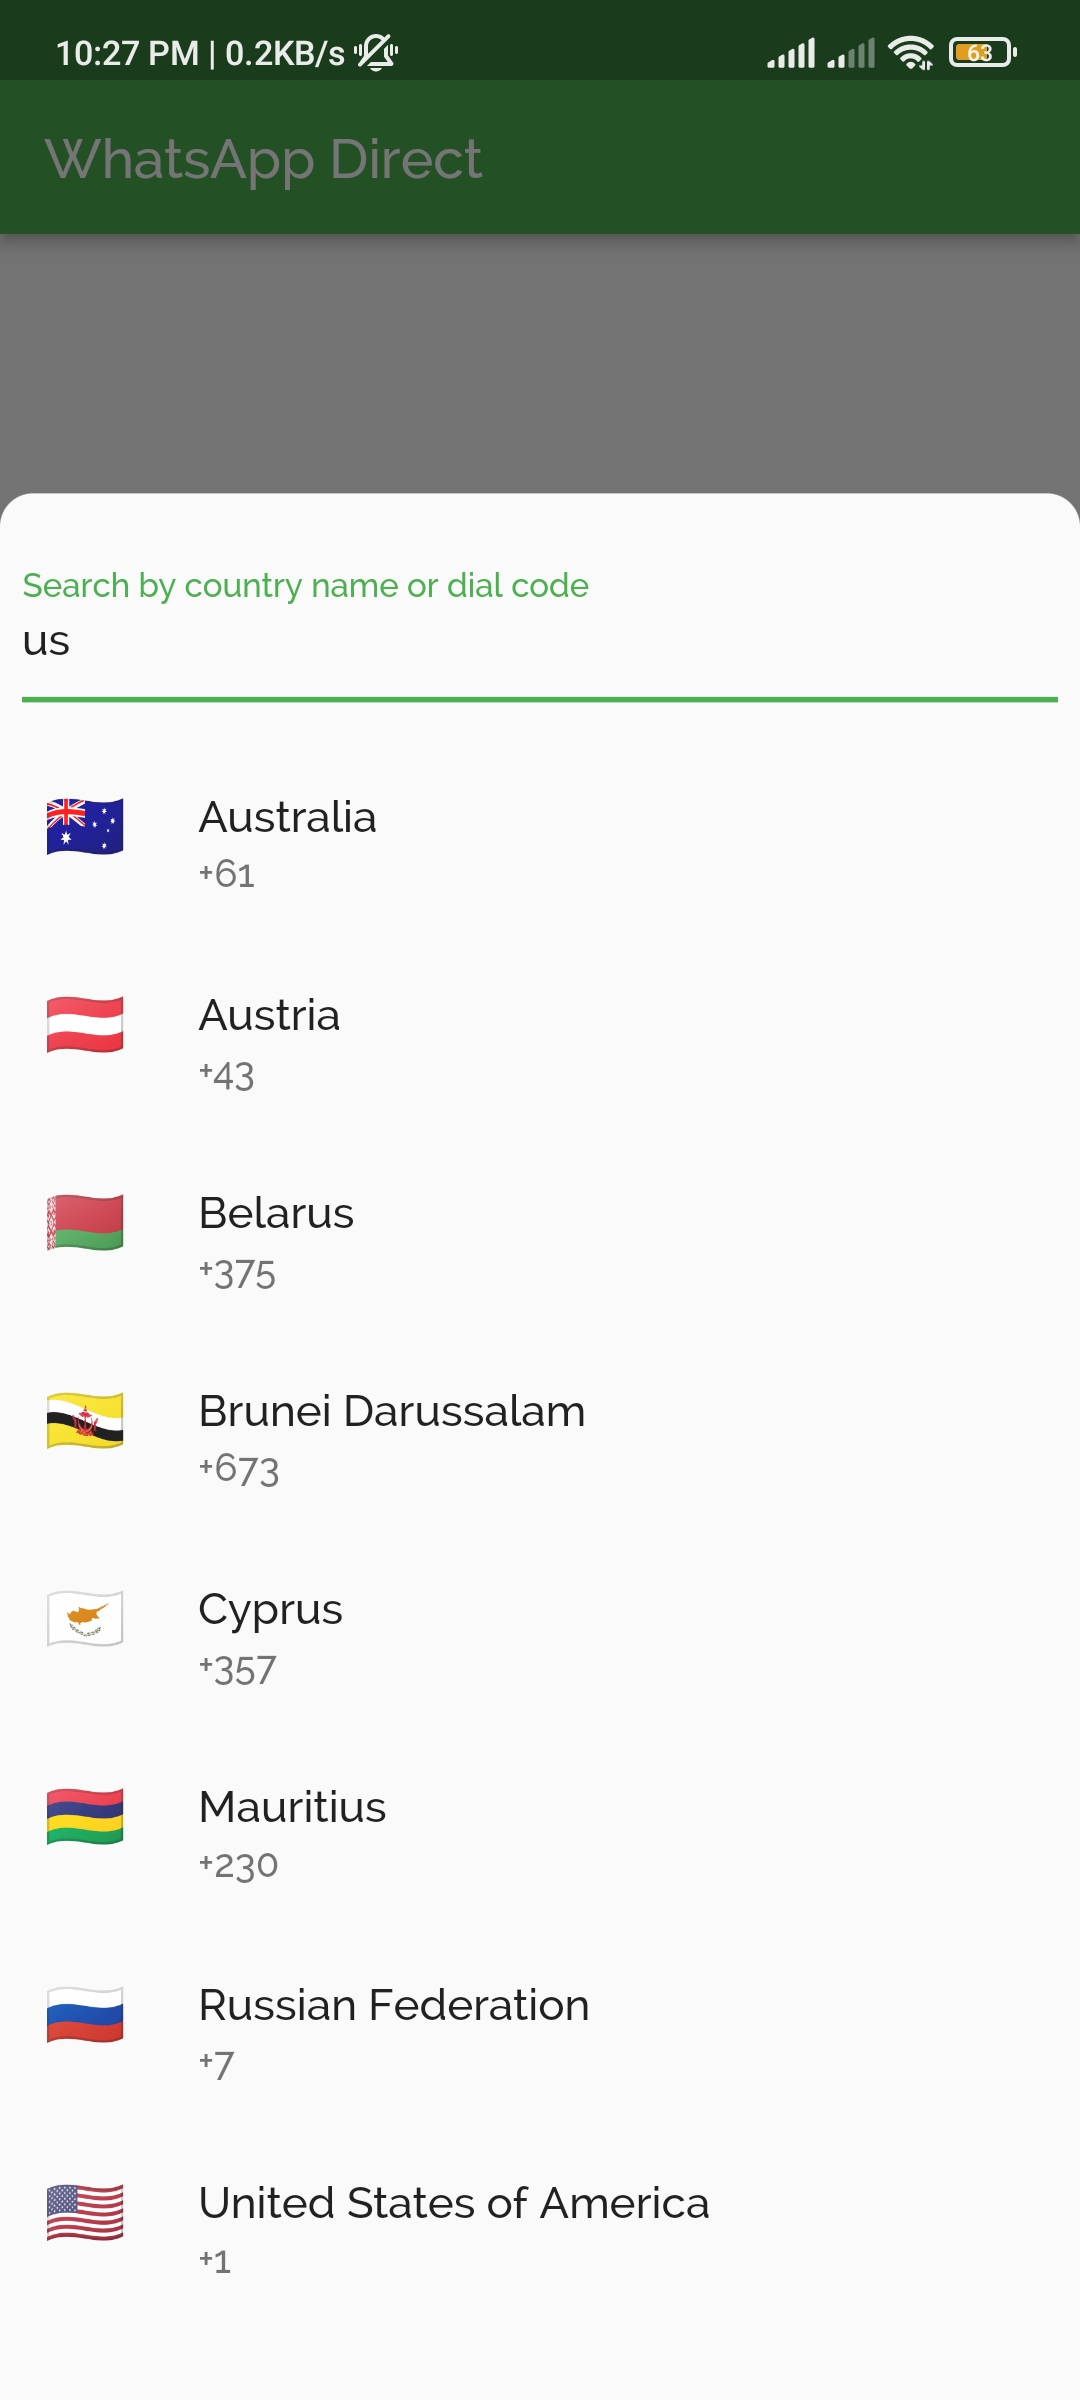 10:27 PM | 0.2KB/s
63
WhatsApp Direct
Search by country name or dial code
us
Australia
+61
Austria
+43
Belarus
+375
Brunei Darussalam
+673
Cyprus
+357
Mauritius
+230
Russian Federation
+7
United States of America
+1